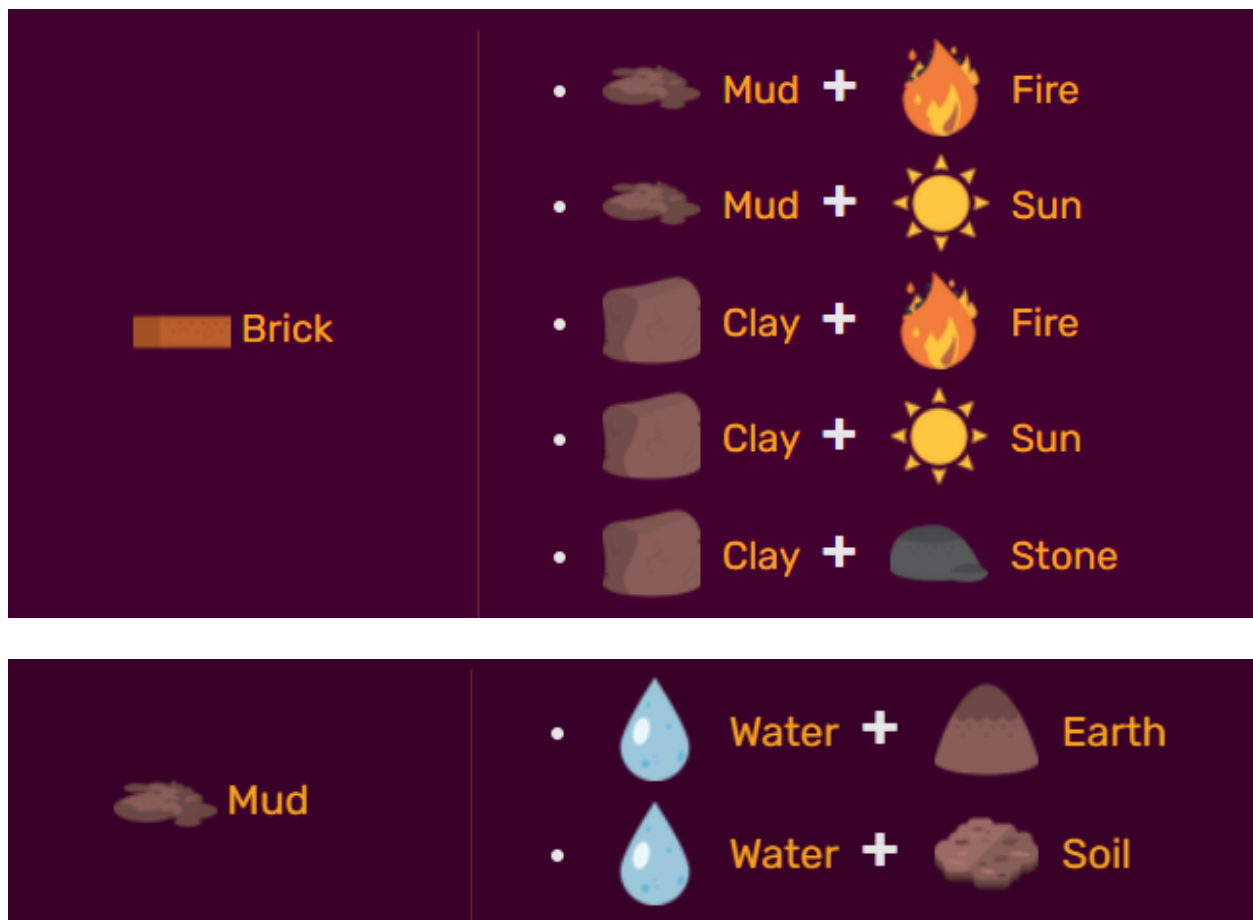 Mud + Fire
Mud + Sun
Brick
Clay + Fire
Clay + Sun
Clay + Stone
Water + Earth
Mud
Water + Soil